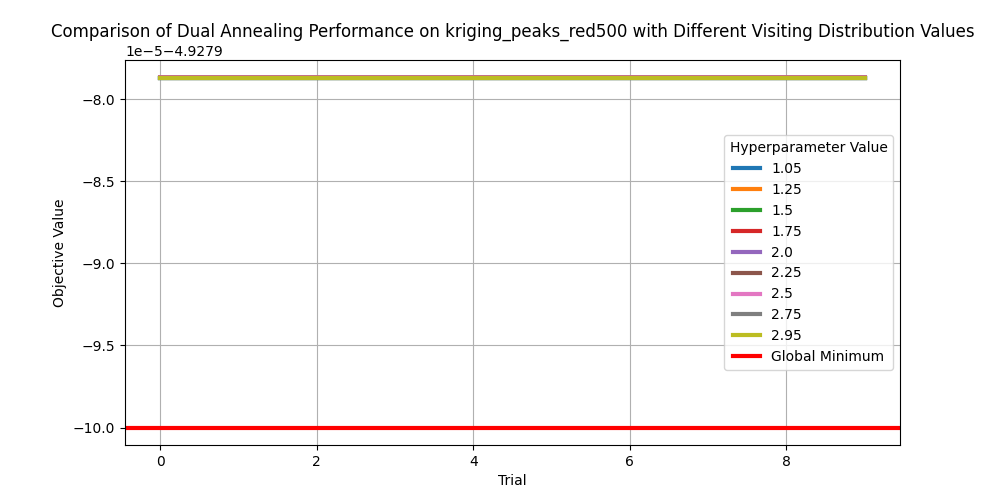 Comparison of Dual Annealing Performance on kriging_peaks_red500 with Different Visiting Distribution Values
1e−5−4.9279
−8.0
−8.5
−9.0
−9.5
−10.0
Objective Value
0 2 4 6 8
Trial
Hyperparameter Value
1.05
1.25
1.5
1.75
2.0
2.25
2.5
2.75
2.95
Global Minimum